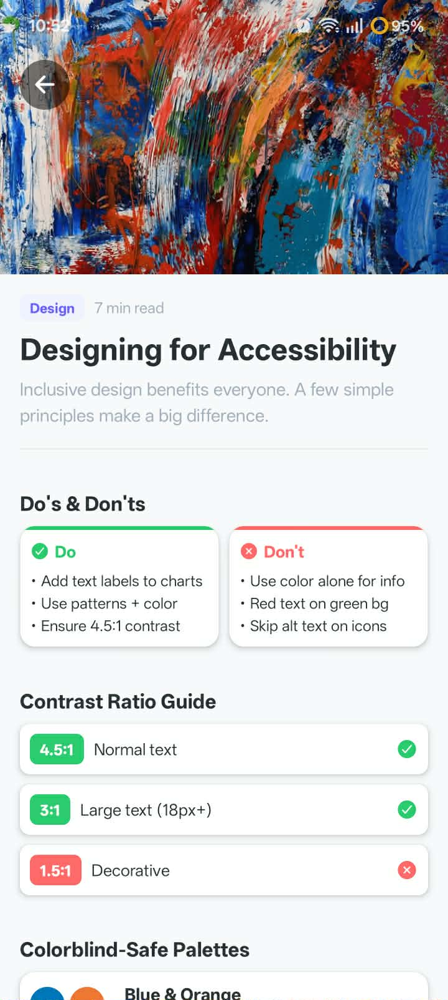 10:52
95%
Design 7 min read
Designing for Accessibility
Inclusive design benefits everyone. A few simple
principles make a big difference.
Do's & Don'ts
Do
• Add text labels to charts
• Use patterns + color
• Ensure 4.5:1 contrast
Don't
• Use color alone for info
• Red text on green bg
• Skip alt text on icons
Contrast Ratio Guide
4.5:1 Normal text
3:1 Large text (18px+)
1.5:1 Decorative
Colorblind-Safe Palettes
Blue & Orange